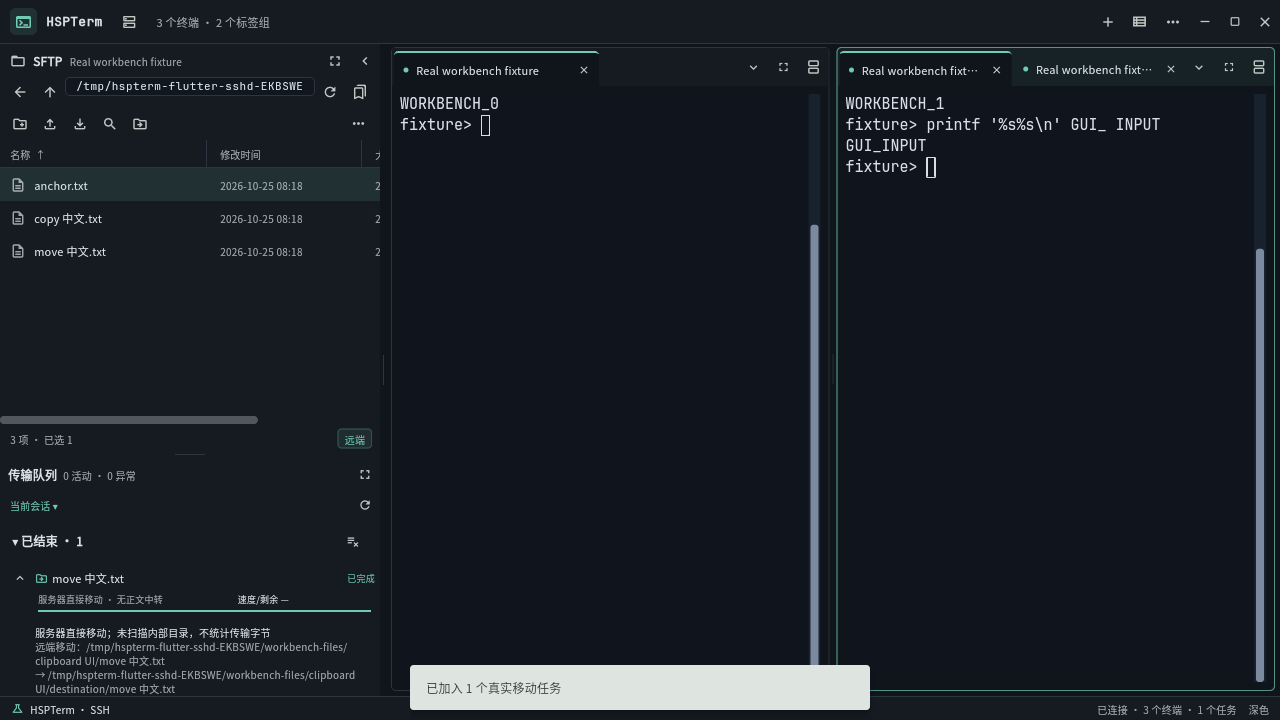 HSPTerm
3 个终端 · 2 个标签组
SFTP Real workbench fixture
/tmp/hspterm-flutter-sshd-EKBSWE
名称 ↑ 修改时间
anchor.txt 2026-10-25 08:18 2
copy 中文.txt 2026-10-25 08:18 2
move 中文.txt 2026-10-25 08:18 2
3 项 · 已选 1
远端
传输队列 0 活动 · 0 异常
当前会话 ▾
▾ 已结束 · 1
move 中文.txt 已完成
服务器直接移动 · 无正文中转 速度/剩余 —
服务器直接移动；未扫描内部目录，不统计传输字节
远端移动：/tmp/hspterm-flutter-sshd-EKBSWE/workbench-files/
clipboard UI/move 中文.txt
→ /tmp/hspterm-flutter-sshd-EKBSWE/workbench-files/clipboard
UI/destination/move 中文.txt
Real workbench fixture
WORKBENCH_0
fixture>
Real workbench fixt…
Real workbench fixt…
WORKBENCH_1
fixture> printf '%s%s\n' GUI_ INPUT
GUI_INPUT
fixture>
已加入 1 个真实移动任务
HSPTerm · SSH
已连接 · 3 个终端 · 1 个任务 深色